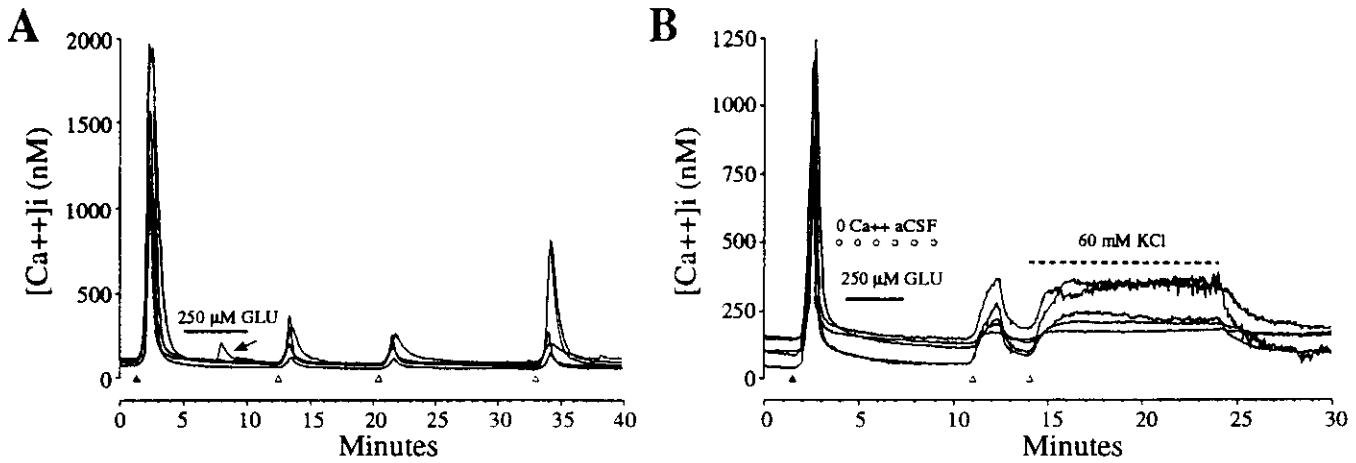 A
[Ca++]i (nM)
2000
1500
1000
500
0
250 μM GLU
0 5 10 15 20 25 30 35 40
Minutes
B
[Ca++]i (nM)
1250
1000
750
500
250
0
0 Ca++ aCSF
250 μM GLU
60 mM KCl
0 5 10 15 20 25 30
Minutes